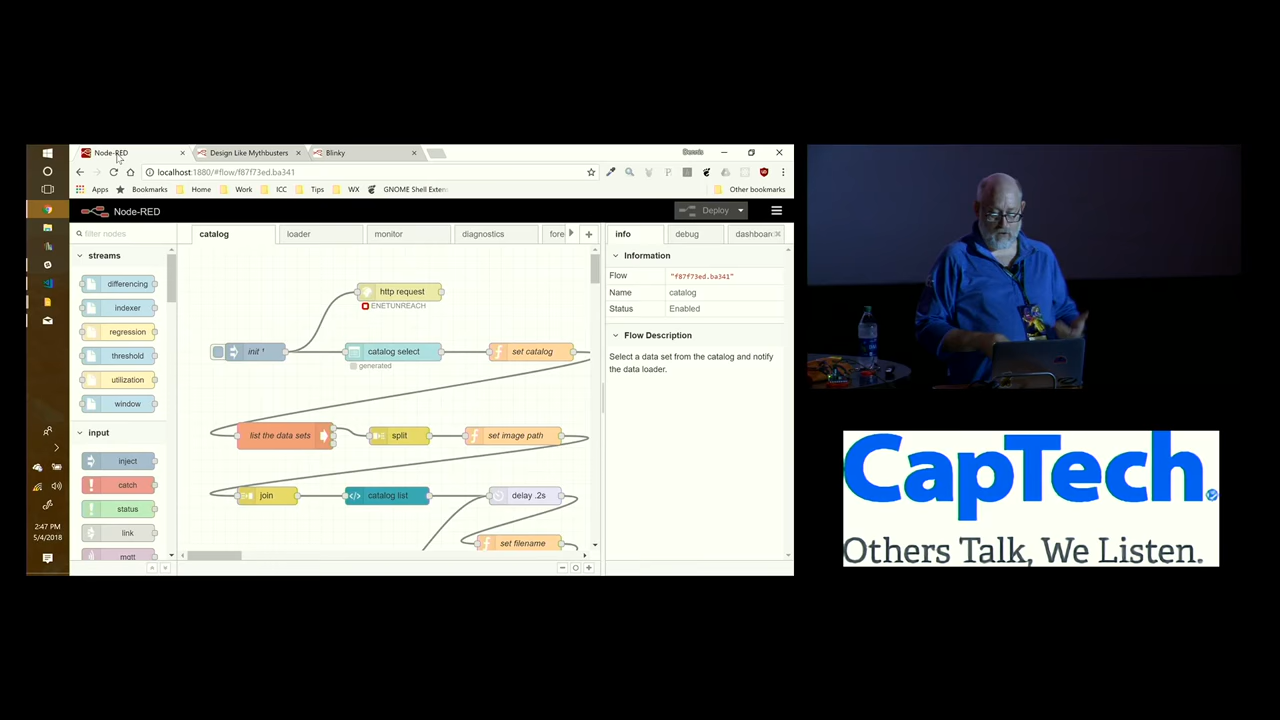 Node-RED
Design Like Mythbusters
Blinky
Dennis
localhost:1880/#flow/f87f73ed.ba341
Apps
Bookmarks
Home
Work
ICC
Tips
WX
GNOME Shell Exten
Other bookmarks
Node-RED
Deploy
filter nodes
catalog
loader
monitor
diagnostics
fore
info
debug
dashboar
streams
differencing
indexer
regression
threshold
utilization
window
input
inject
catch
status
link
mqtt
http request
ENETUNREACH
init ¹
catalog select
generated
set catalog
list the data sets
split
set image path
join
catalog list
delay .2s
set filename
Information
Flow
"f87f73ed.ba341"
Name
catalog
Status
Enabled
Flow Description
Select a data set from the catalog and notify
the data loader.
2:47 PM
5/4/2018
CapTech.
Others Talk, We Listen.